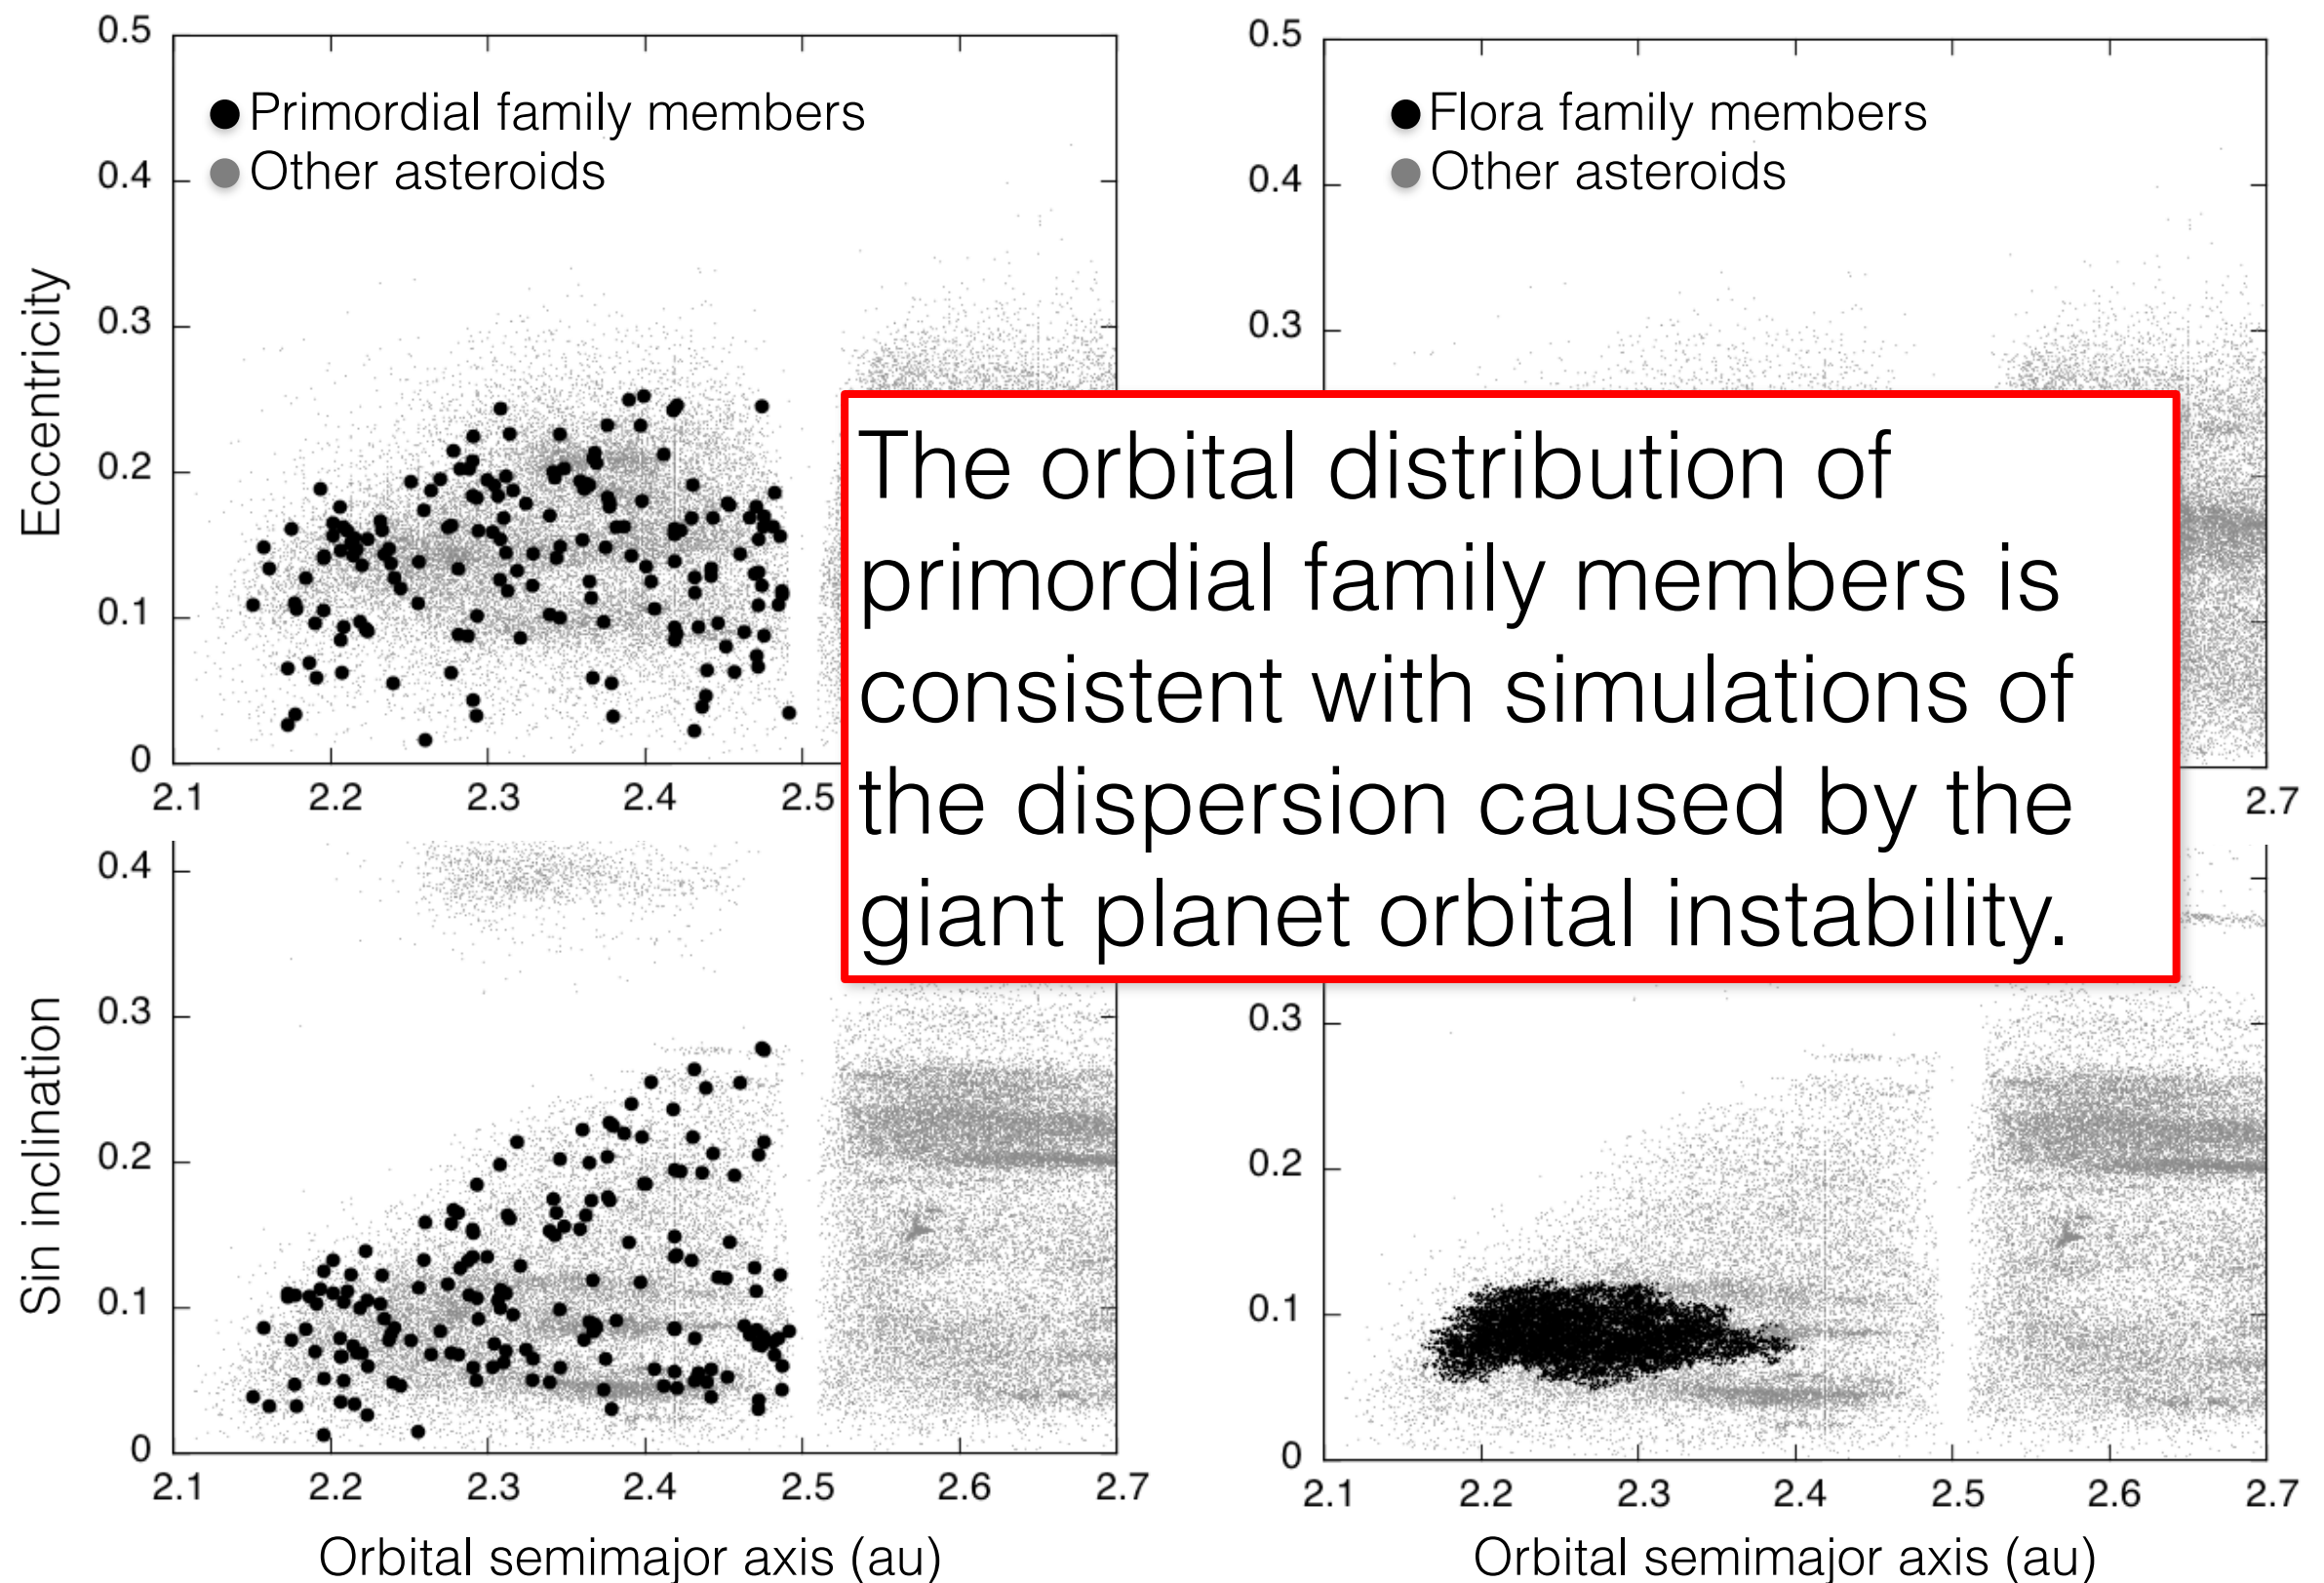 0.5
0.4
0.3
0.2
0.1
0
Eccentricity
● Primordial family members
● Other asteroids
2.1 2.2 2.3 2.4 2.5
0.5
0.4
0.3
● Flora family members
● Other asteroids
2.7
The orbital distribution of
primordial family members is
consistent with simulations of
the dispersion caused by the
giant planet orbital instability.
0.4
0.3
0.2
0.1
0
Sin inclination
2.1 2.2 2.3 2.4 2.5 2.6 2.7
Orbital semimajor axis (au)
0.3
0.2
0.1
0
2.1 2.2 2.3 2.4 2.5 2.6 2.7
Orbital semimajor axis (au)